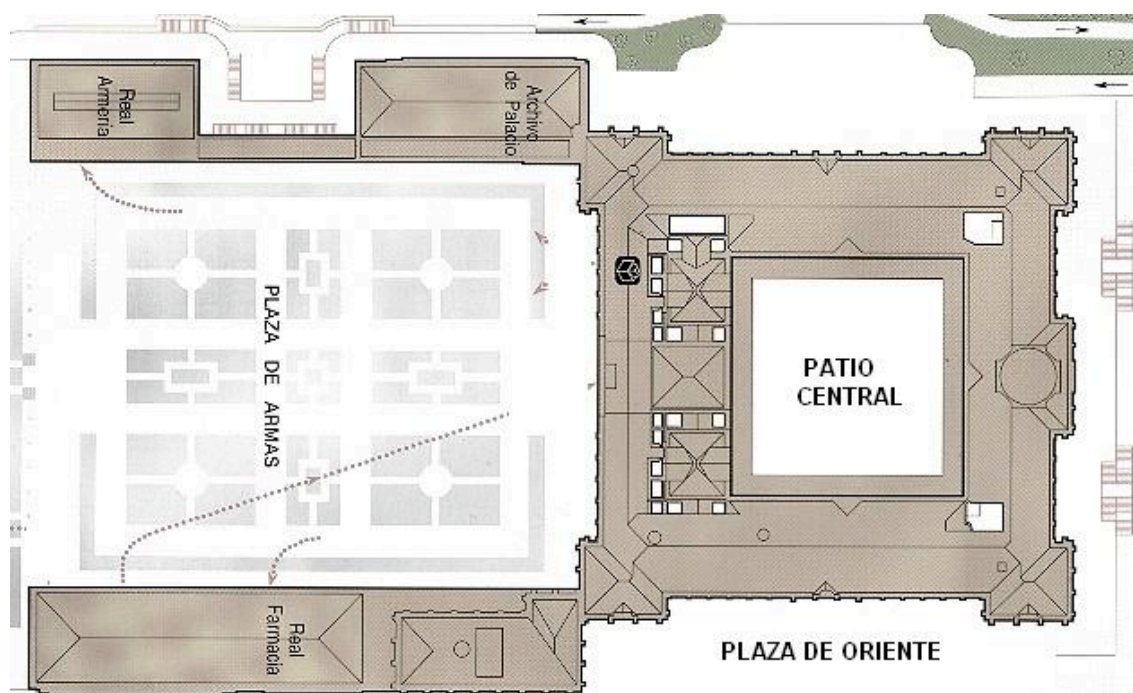 Real
Armería
Archivo
de Palacio
PLAZA DE ARMAS
PATIO
CENTRAL
Real
Farmacia
PLAZA DE ORIENTE